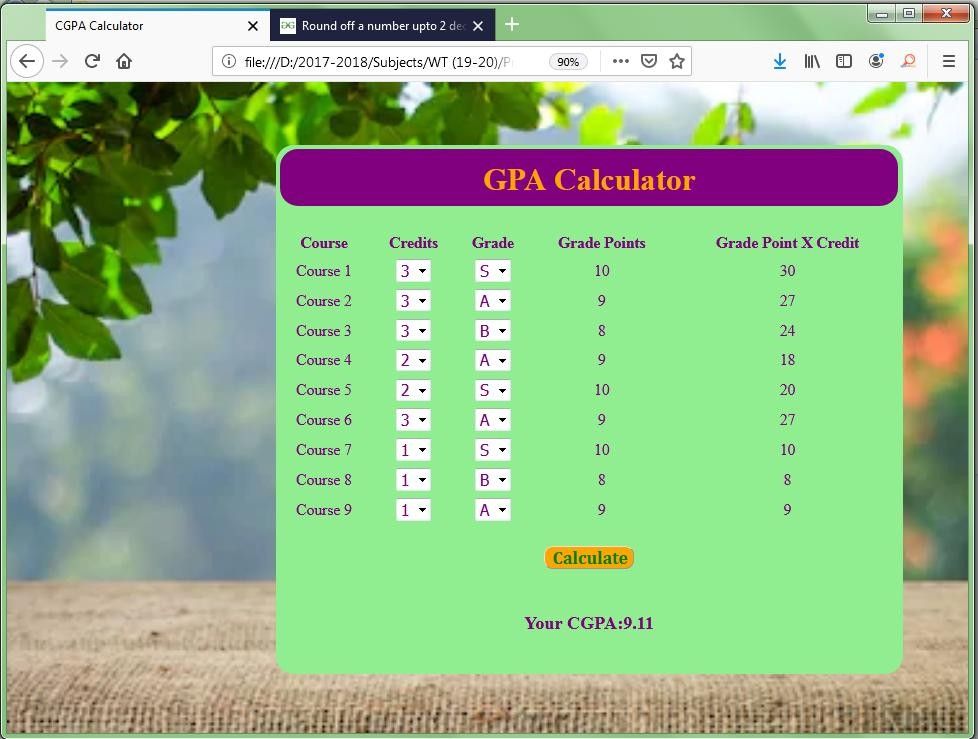 CGPA Calculator
Round off a number upto 2 dec
file:///D:/2017-2018/Subjects/WT (19-20)/P
90%
GPA Calculator
Course Credits Grade Grade Points Grade Point X Credit
Course 1 3 S 10 30
Course 2 3 A 9 27
Course 3 3 B 8 24
Course 4 2 A 9 18
Course 5 2 S 10 20
Course 6 3 A 9 27
Course 7 1 S 10 10
Course 8 1 B 8 8
Course 9 1 A 9 9
Calculate
Your CGPA:9.11